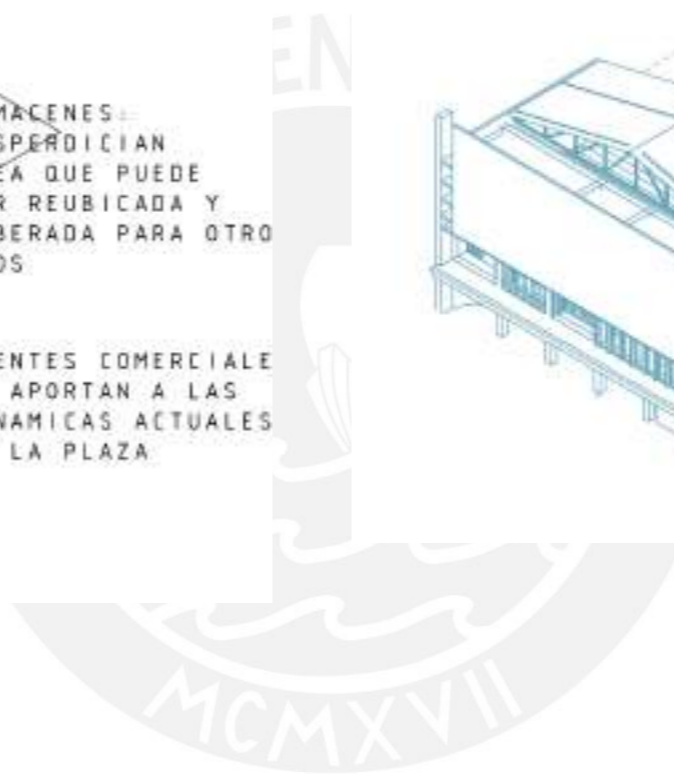 MACENES:
SPERDICIAN
EA QUE PUEDE
R REUBICADA Y
BERADA PARA OTRO
OS
ENTES COMERCIALE
APORTAN A LAS
NAMICAS ACTUALES
LA PLAZA
EN
MCMXVII